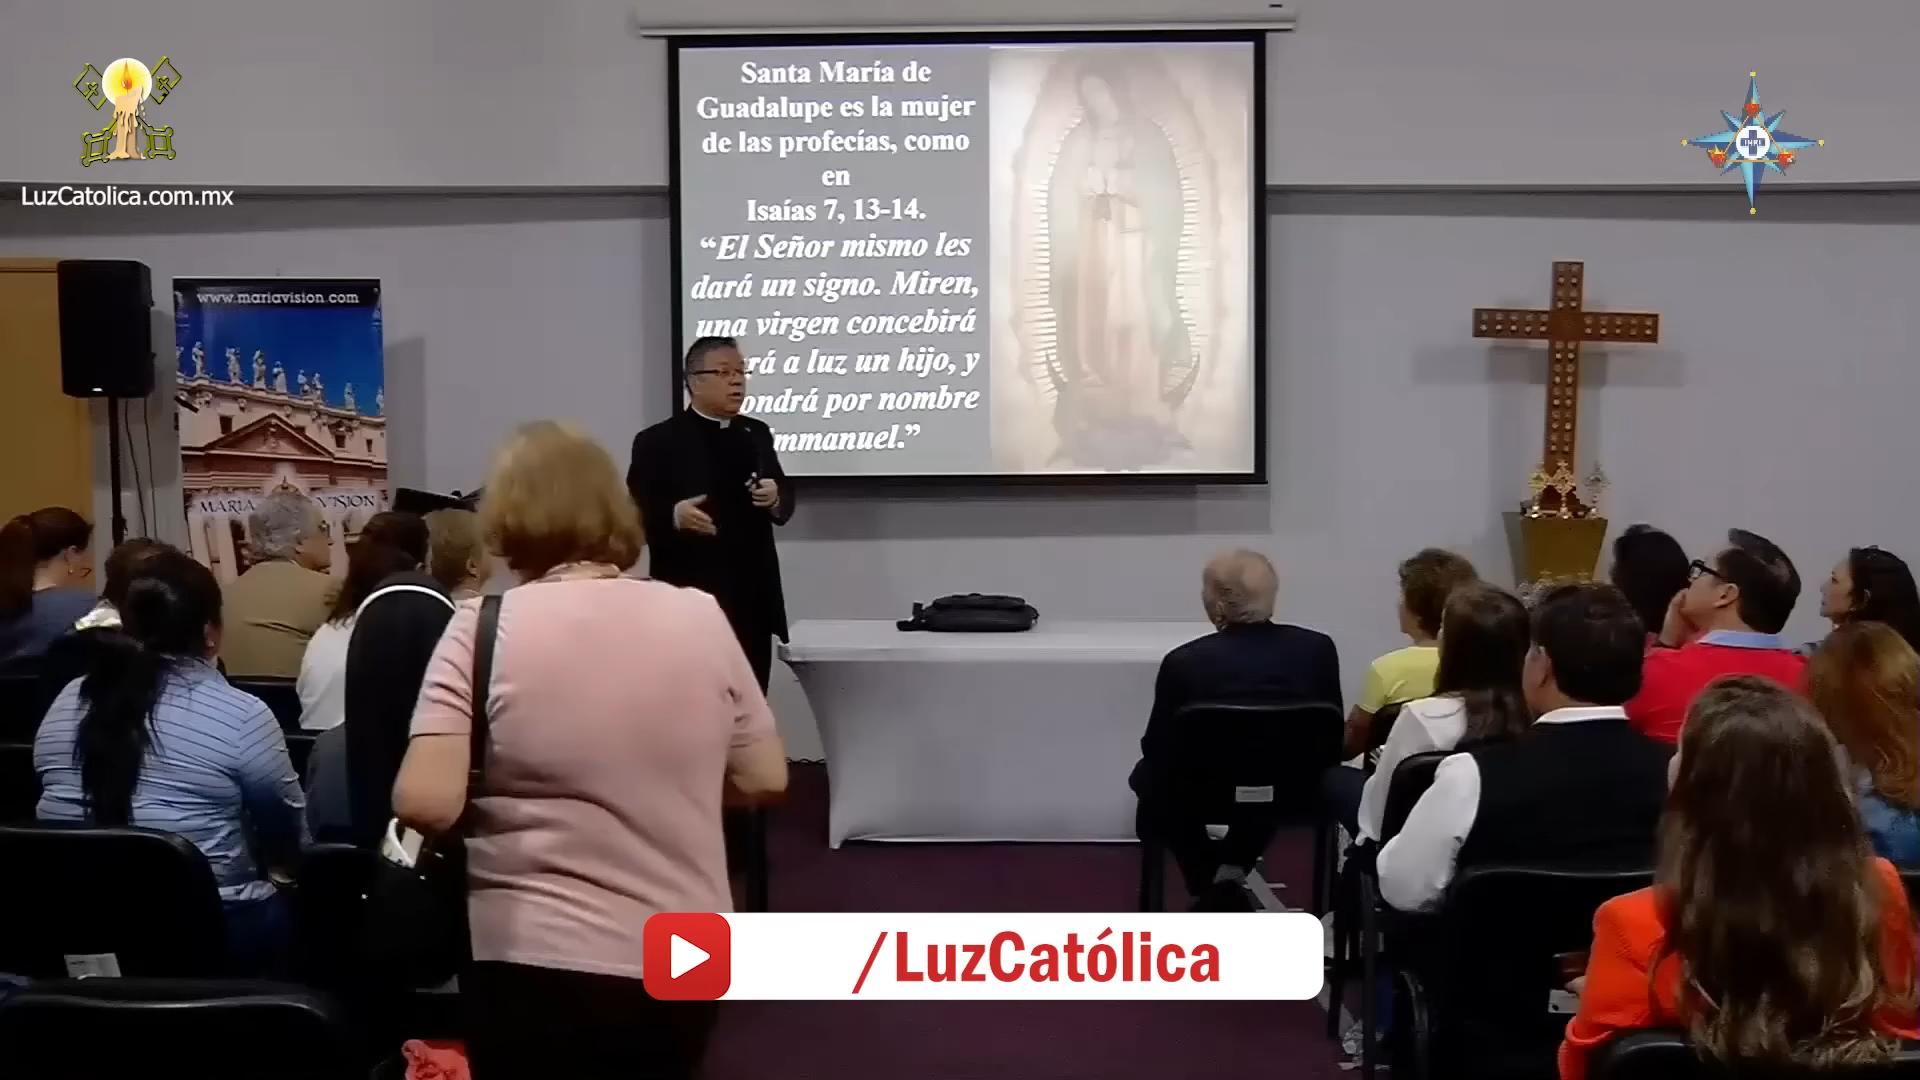 LuzCatolica.com.mx
www.mariavision.com
MARIA VISION
Santa María de
Guadalupe es la mujer
de las profecías, como
en
Isaías 7, 13-14.
“El Señor mismo les
dará un signo. Miren,
una virgen concebirá
rá a luz un hijo, y
ondrá por nombre
mmanuel.”
INRI
/LuzCatólica